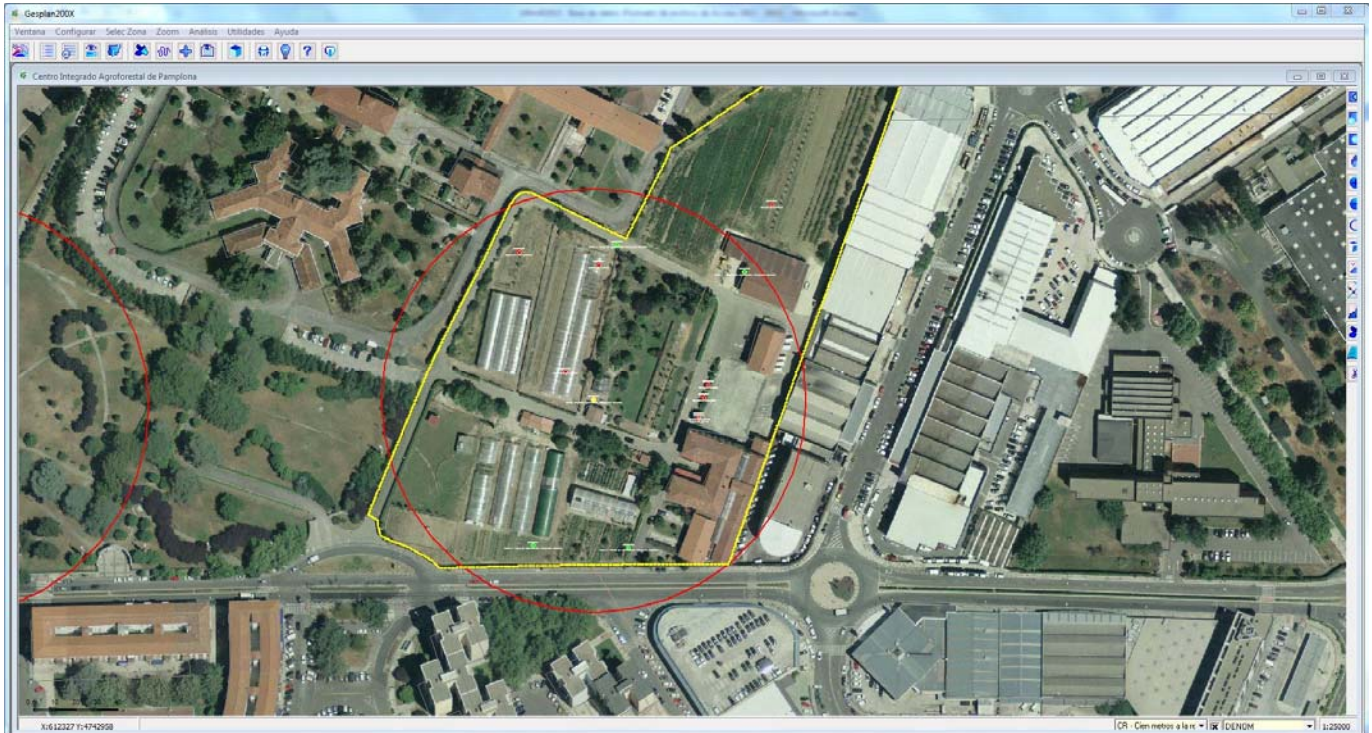 Gesplan200X
Ventana Configurar Selec Zona Zoom Análisis Utilidades Ayuda
Centro Integrado Agroforestal de Pamplona
X:612327 Y:4742958
CR - Cien metros a la re
DENOM
1:25000